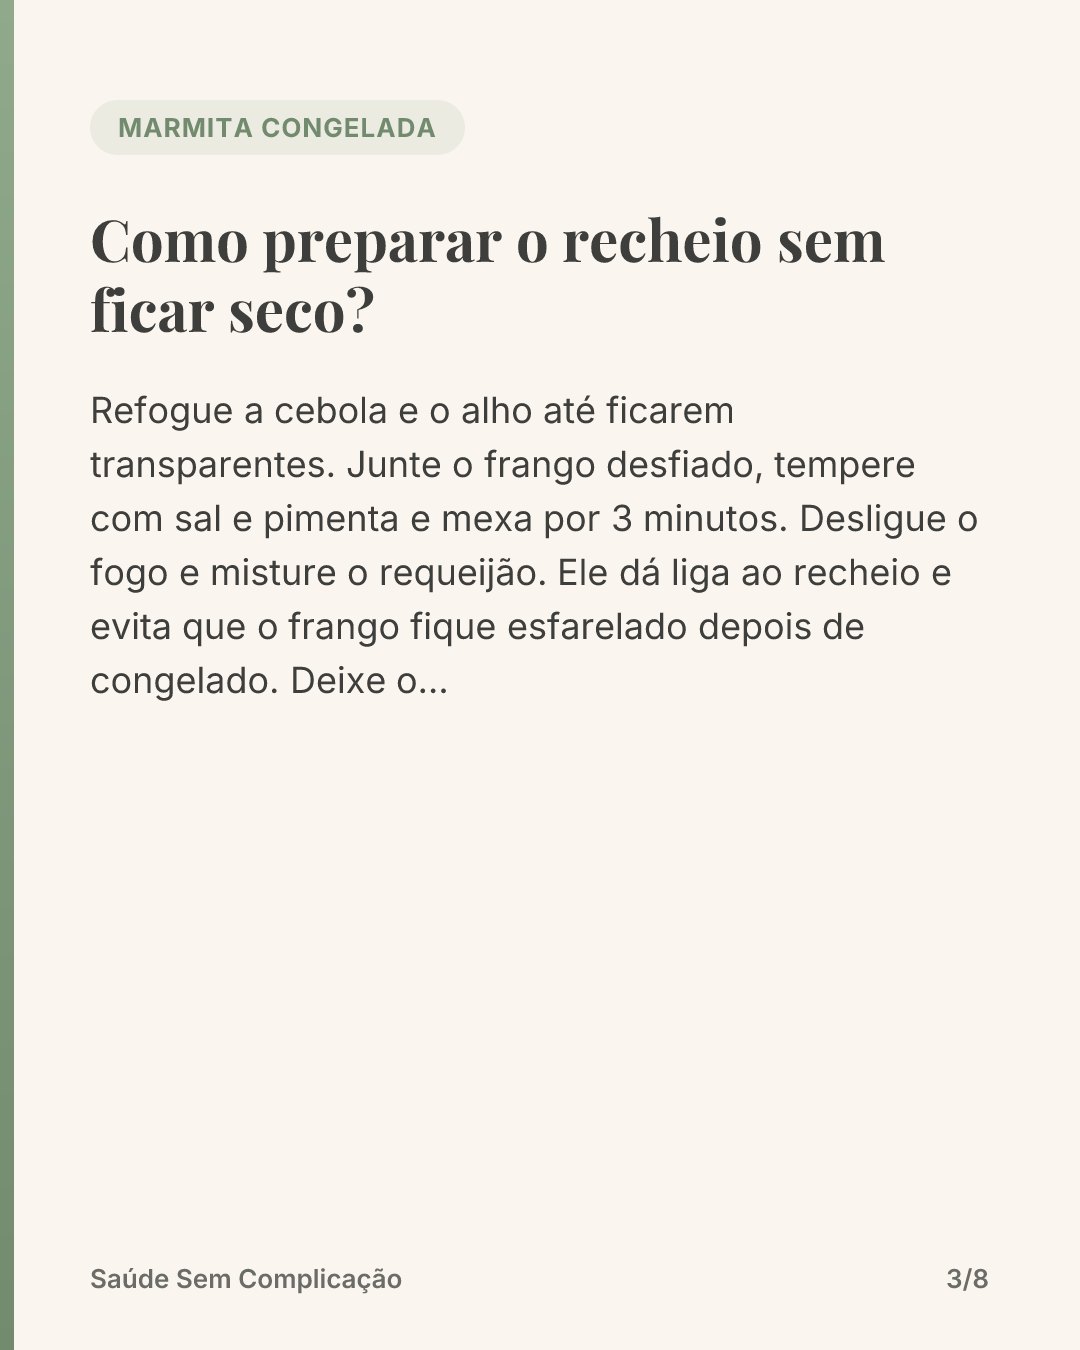 MARMITA CONGELADA
Como preparar o recheio sem
ficar seco?
Refogue a cebola e o alho até ficarem
transparentes. Junte o frango desfiado, tempere
com sal e pimenta e mexa por 3 minutos. Desligue o
fogo e misture o requeijão. Ele dá liga ao recheio e
evita que o frango fique esfarelado depois de
congelado. Deixe o...
Saúde Sem Complicação
3/8